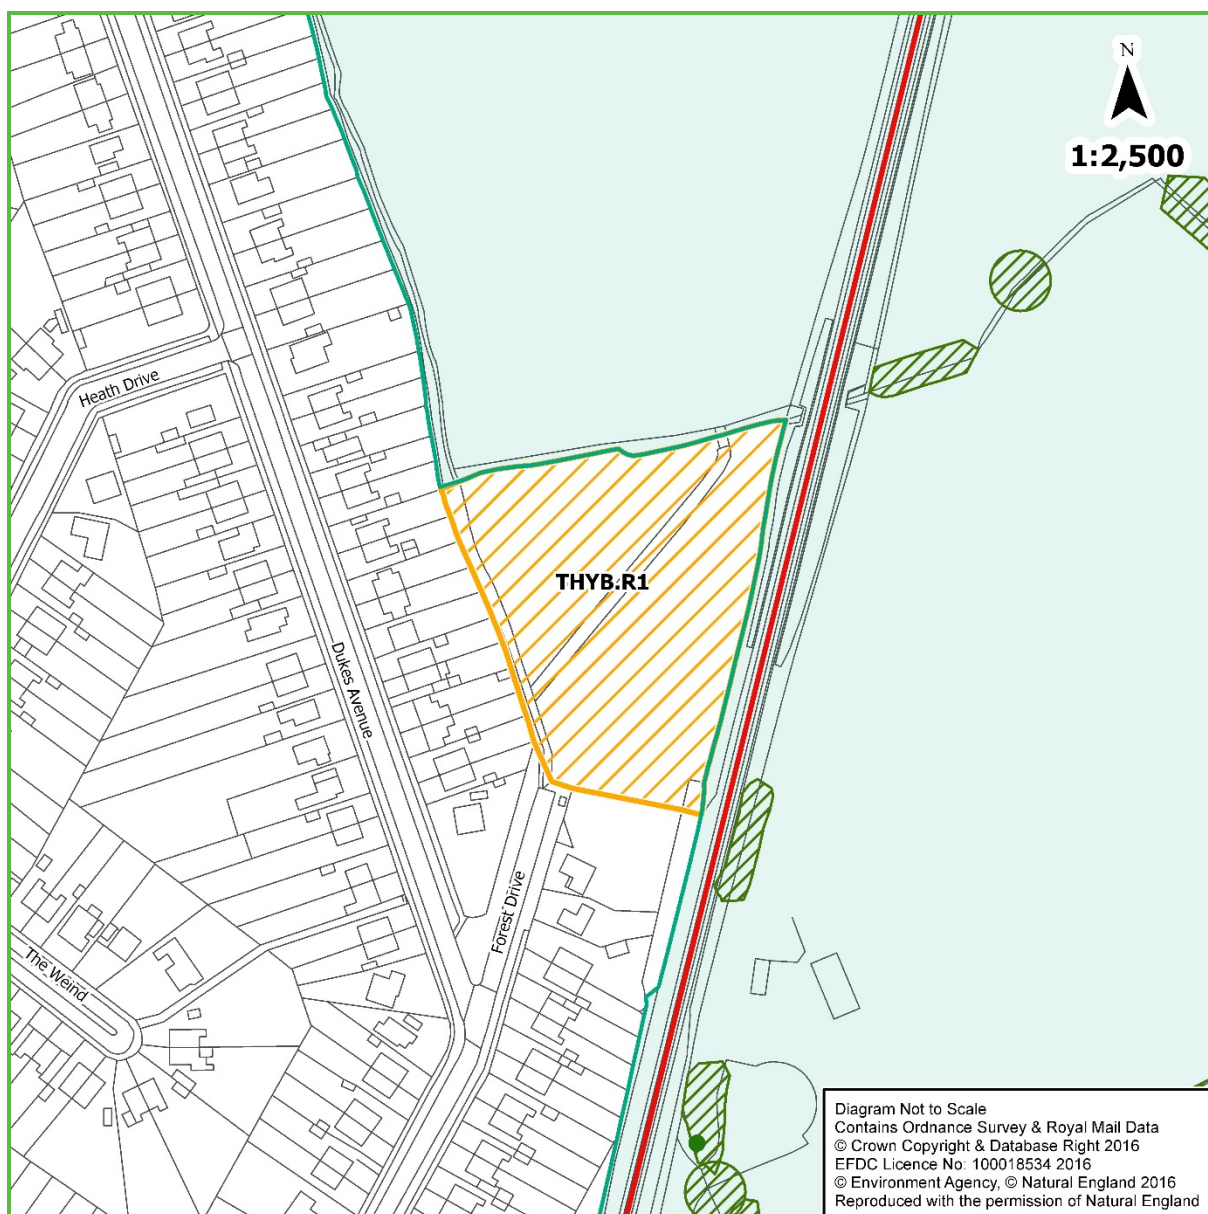 N
1:2,500
Heath Drive
THYB.R1
Dukes Avenue
Forest Drive
The Weind
Diagram Not to Scale
Contains Ordnance Survey & Royal Mail Data
© Crown Copyright & Database Right 2016
EFDC Licence No: 100018534 2016
© Environment Agency, © Natural England 2016
Reproduced with the permission of Natural England